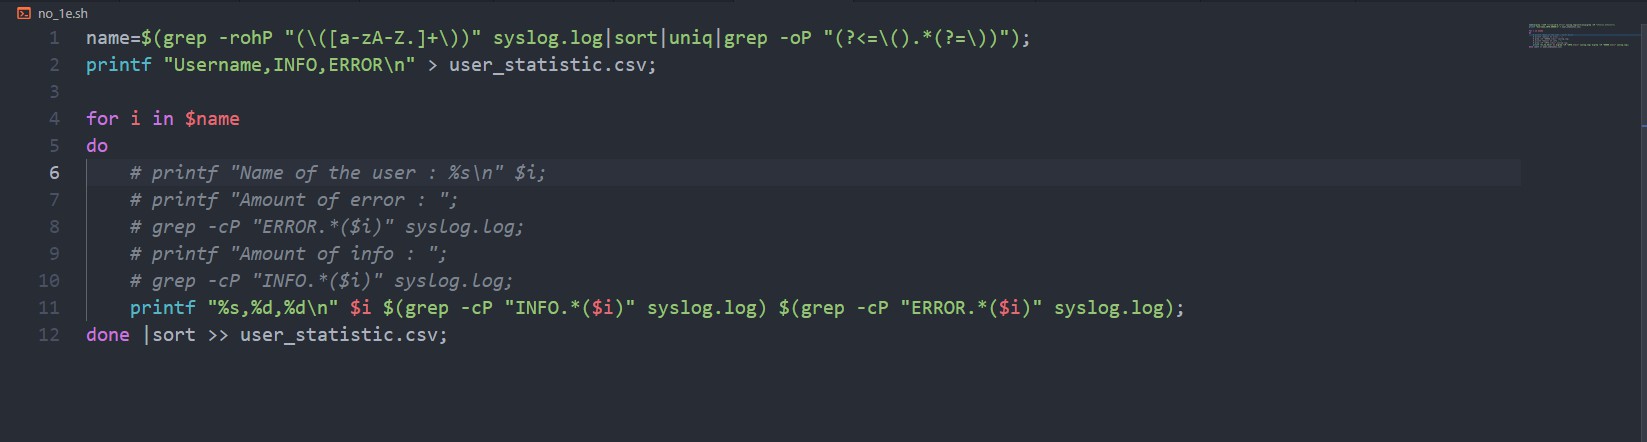 no_1e.sh
1 name=$(grep -rohP "(\([a-zA-Z.]+\))" syslog.log|sort|uniq|grep -oP "(?<=\().*(?=\))");
2 printf "Username,INFO,ERROR\n" > user_statistic.csv;
3
4 for i in $name
5 do
6 # printf "Name of the user : %s\n" $i;
7 # printf "Amount of error : ";
8 # grep -cP "ERROR.*($i)" syslog.log;
9 # printf "Amount of info : ";
10 # grep -cP "INFO.*($i)" syslog.log;
11 printf "%s,%d,%d\n" $i $(grep -cP "INFO.*($i)" syslog.log) $(grep -cP "ERROR.*($i)" syslog.log);
12 done |sort >> user_statistic.csv;